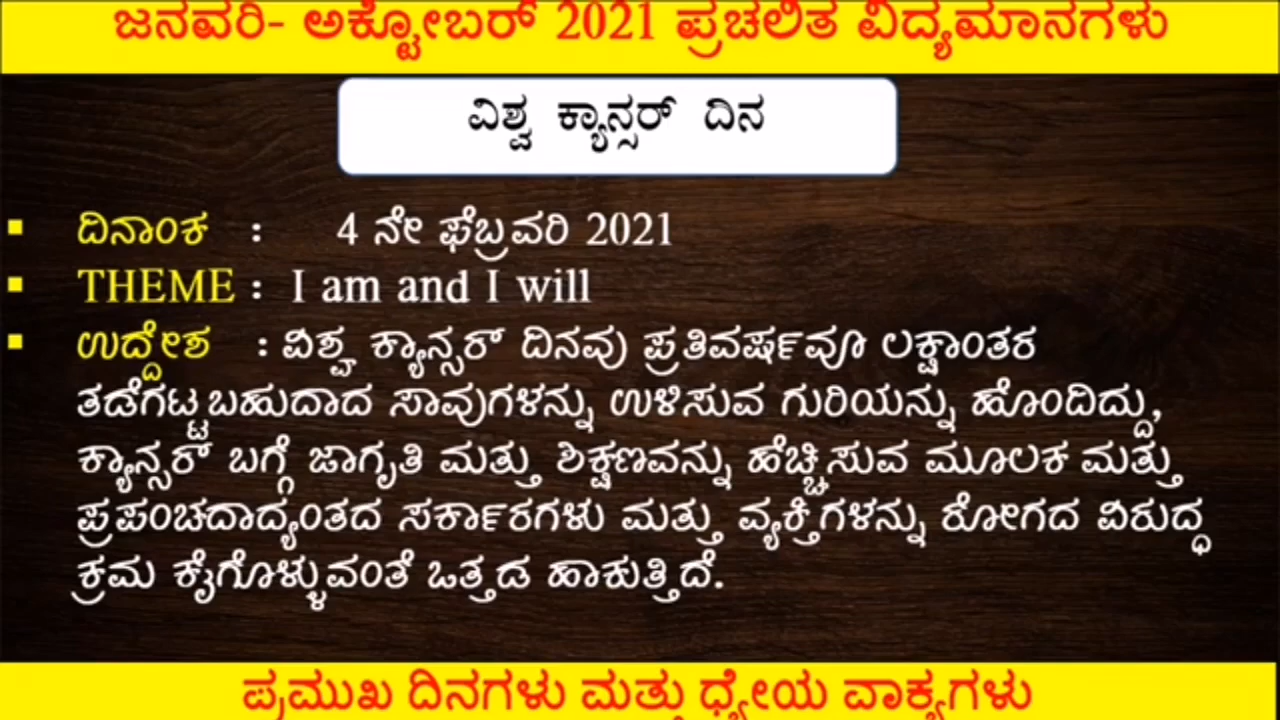 ಜನವರಿ- ಅಕ್ಟೋಬರ್ 2021 ಪ್ರಚಲಿತ ವಿದ್ಯಮಾನಗಳು
ವಿಶ್ವ ಕ್ಯಾನ್ಸರ್ ದಿನ
▪ ದಿನಾಂಕ : 4 ನೇ ಫೆಬ್ರವರಿ 2021
▪ THEME : I am and I will
▪ ಉದ್ದೇಶ : ವಿಶ್ವ ಕ್ಯಾನ್ಸರ್ ದಿನವು ಪ್ರತಿವರ್ಷವೂ ಲಕ್ಷಾಂತರ
ತಡೆಗಟ್ಟಬಹುದಾದ ಸಾವುಗಳನ್ನು ಉಳಿಸುವ ಗುರಿಯನ್ನು ಹೊಂದಿದ್ದು,
ಕ್ಯಾನ್ಸರ್ ಬಗ್ಗೆ ಜಾಗೃತಿ ಮತ್ತು ಶಿಕ್ಷಣವನ್ನು ಹೆಚ್ಚಿಸುವ ಮೂಲಕ ಮತ್ತು
ಪ್ರಪಂಚದಾದ್ಯಂತದ ಸರ್ಕಾರಗಳು ಮತ್ತು ವ್ಯಕ್ತಿಗಳನ್ನು ರೋಗದ ವಿರುದ್ಧ
ಕ್ರಮ ಕೈಗೊಳ್ಳುವಂತೆ ಒತ್ತಡ ಹಾಕುತ್ತಿದೆ.
ಪ್ರಮುಖ ದಿನಗಳು ಮತ್ತು ಧ್ಯೇಯ ವಾಕ್ಯಗಳು